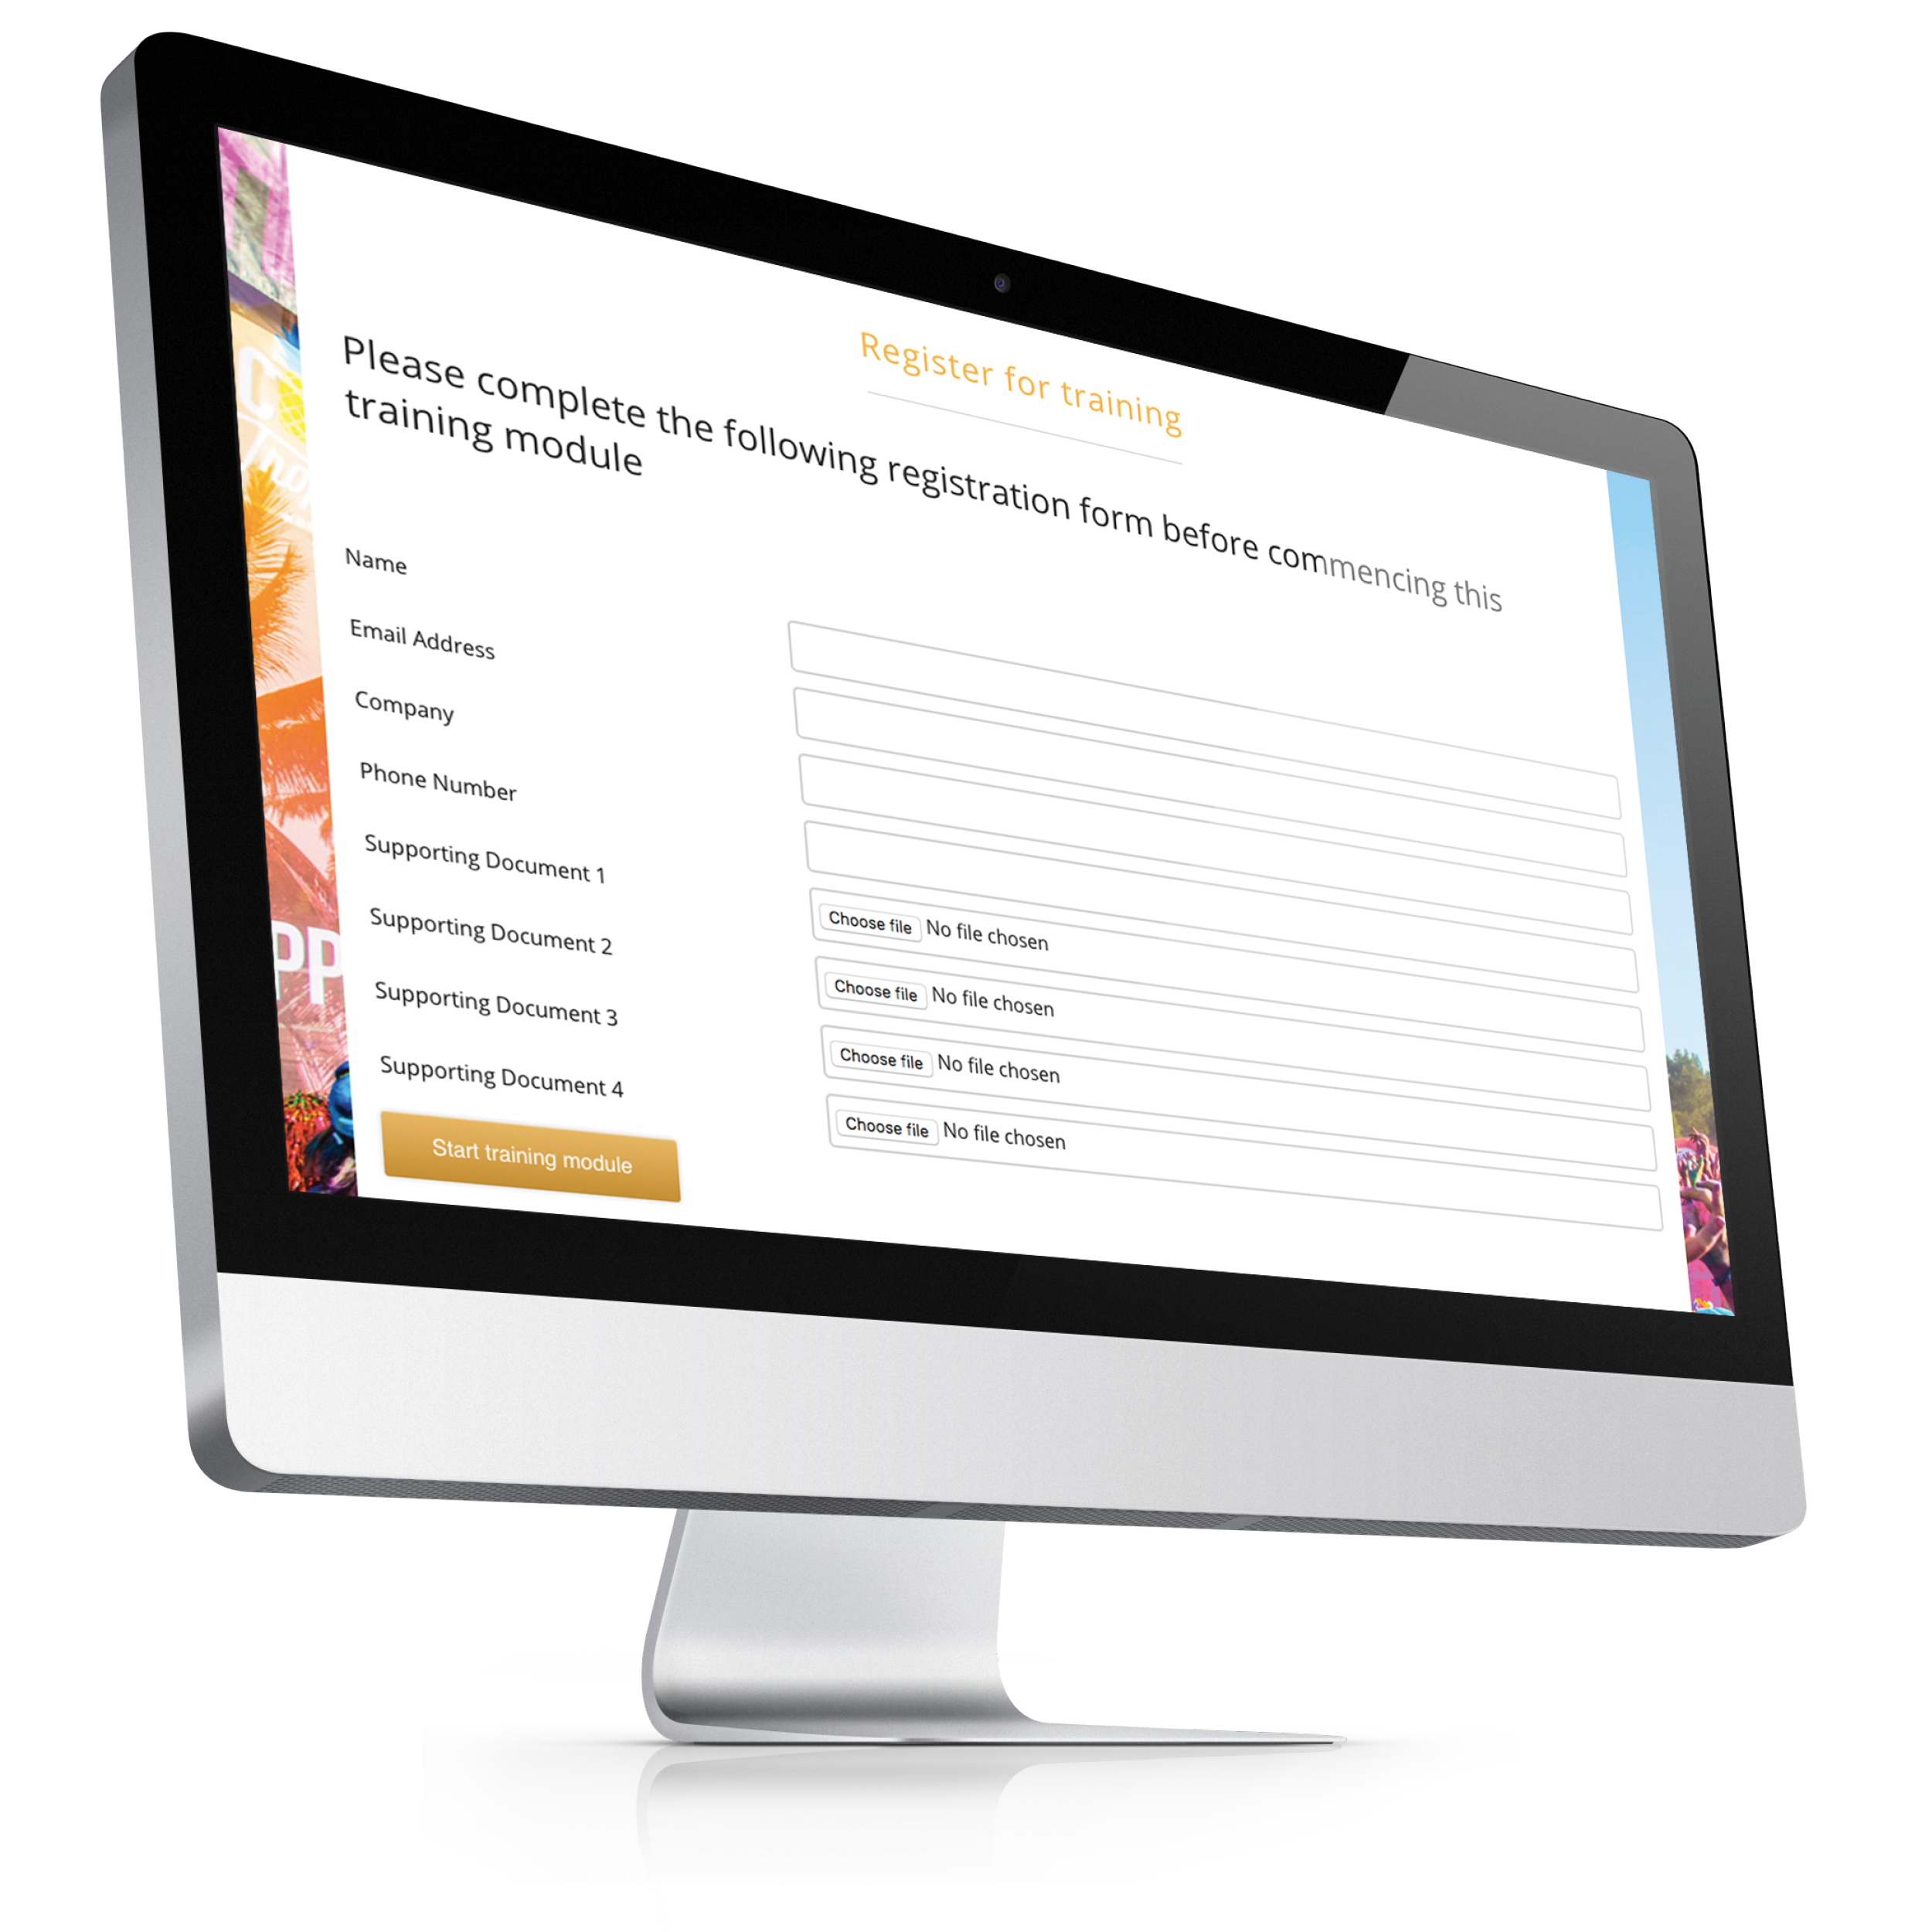 Register for training
Please complete the following registration form before commencing this
training module
Name
Email Address
Company
Phone Number
Supporting Document 1
Choose file No file chosen
Supporting Document 2
Choose file No file chosen
Supporting Document 3
Choose file No file chosen
Supporting Document 4
Choose file No file chosen
Start training module